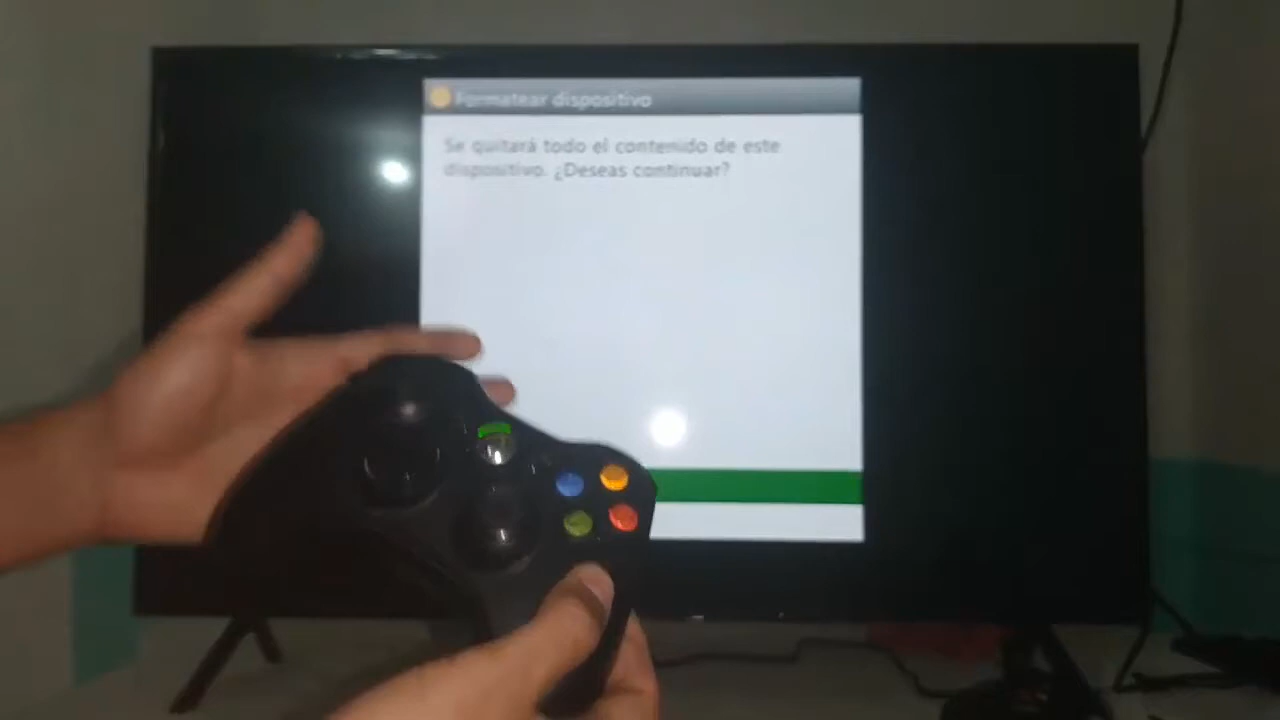 Formatear dispositivo
Se quitará todo el contenido de este
dispositivo. ¿Deseas continuar?